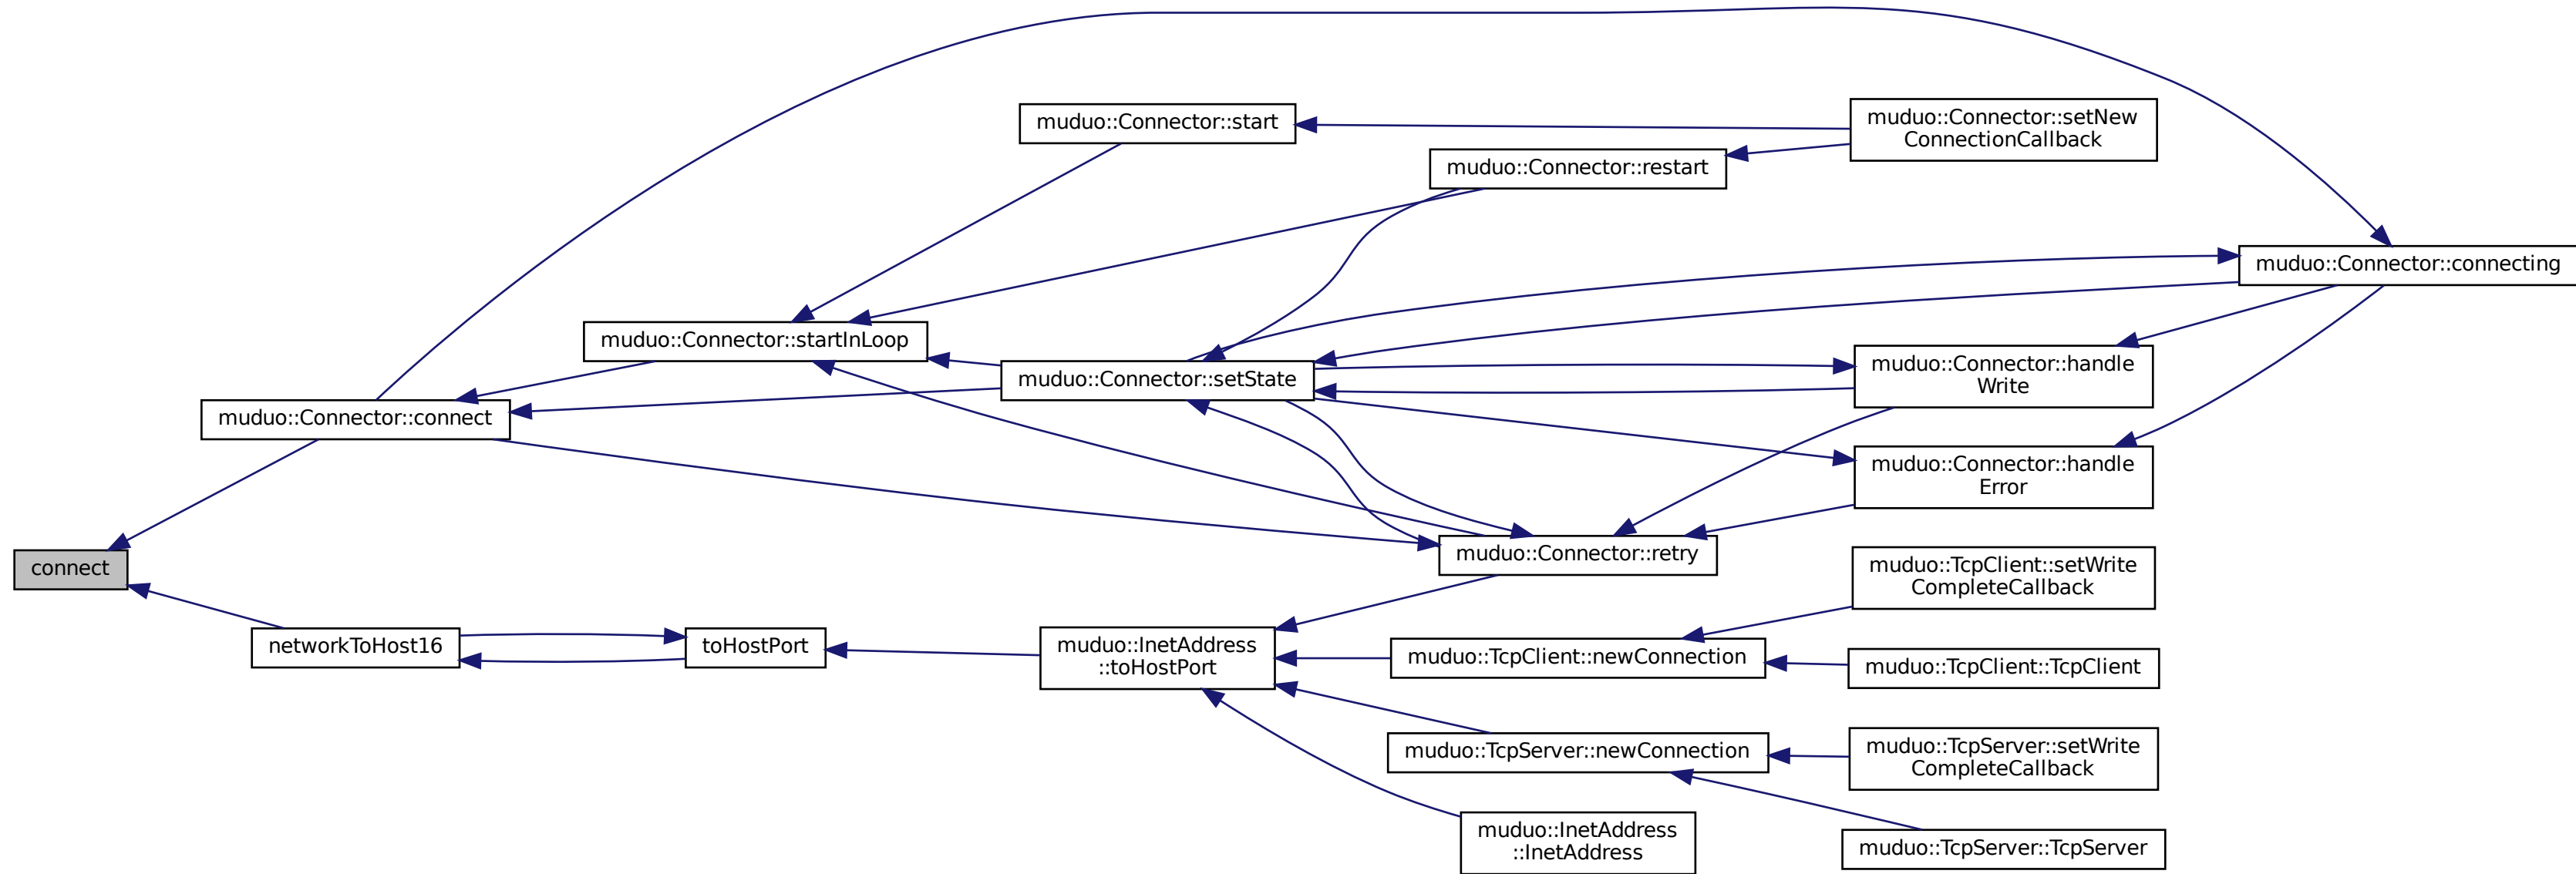 muduo::Connector::start
muduo::Connector::setNew
ConnectionCallback
muduo::Connector::restart
muduo::Connector::connecting
muduo::Connector::startInLoop
muduo::Connector::setState
muduo::Connector::handle
Write
muduo::Connector::connect
muduo::Connector::handle
Error
connect
muduo::Connector::retry
muduo::TcpClient::setWrite
CompleteCallback
networkToHost16
toHostPort
muduo::InetAddress
::toHostPort
muduo::TcpClient::newConnection
muduo::TcpClient::TcpClient
muduo::TcpServer::newConnection
muduo::TcpServer::setWrite
CompleteCallback
muduo::InetAddress
::InetAddress
muduo::TcpServer::TcpServer